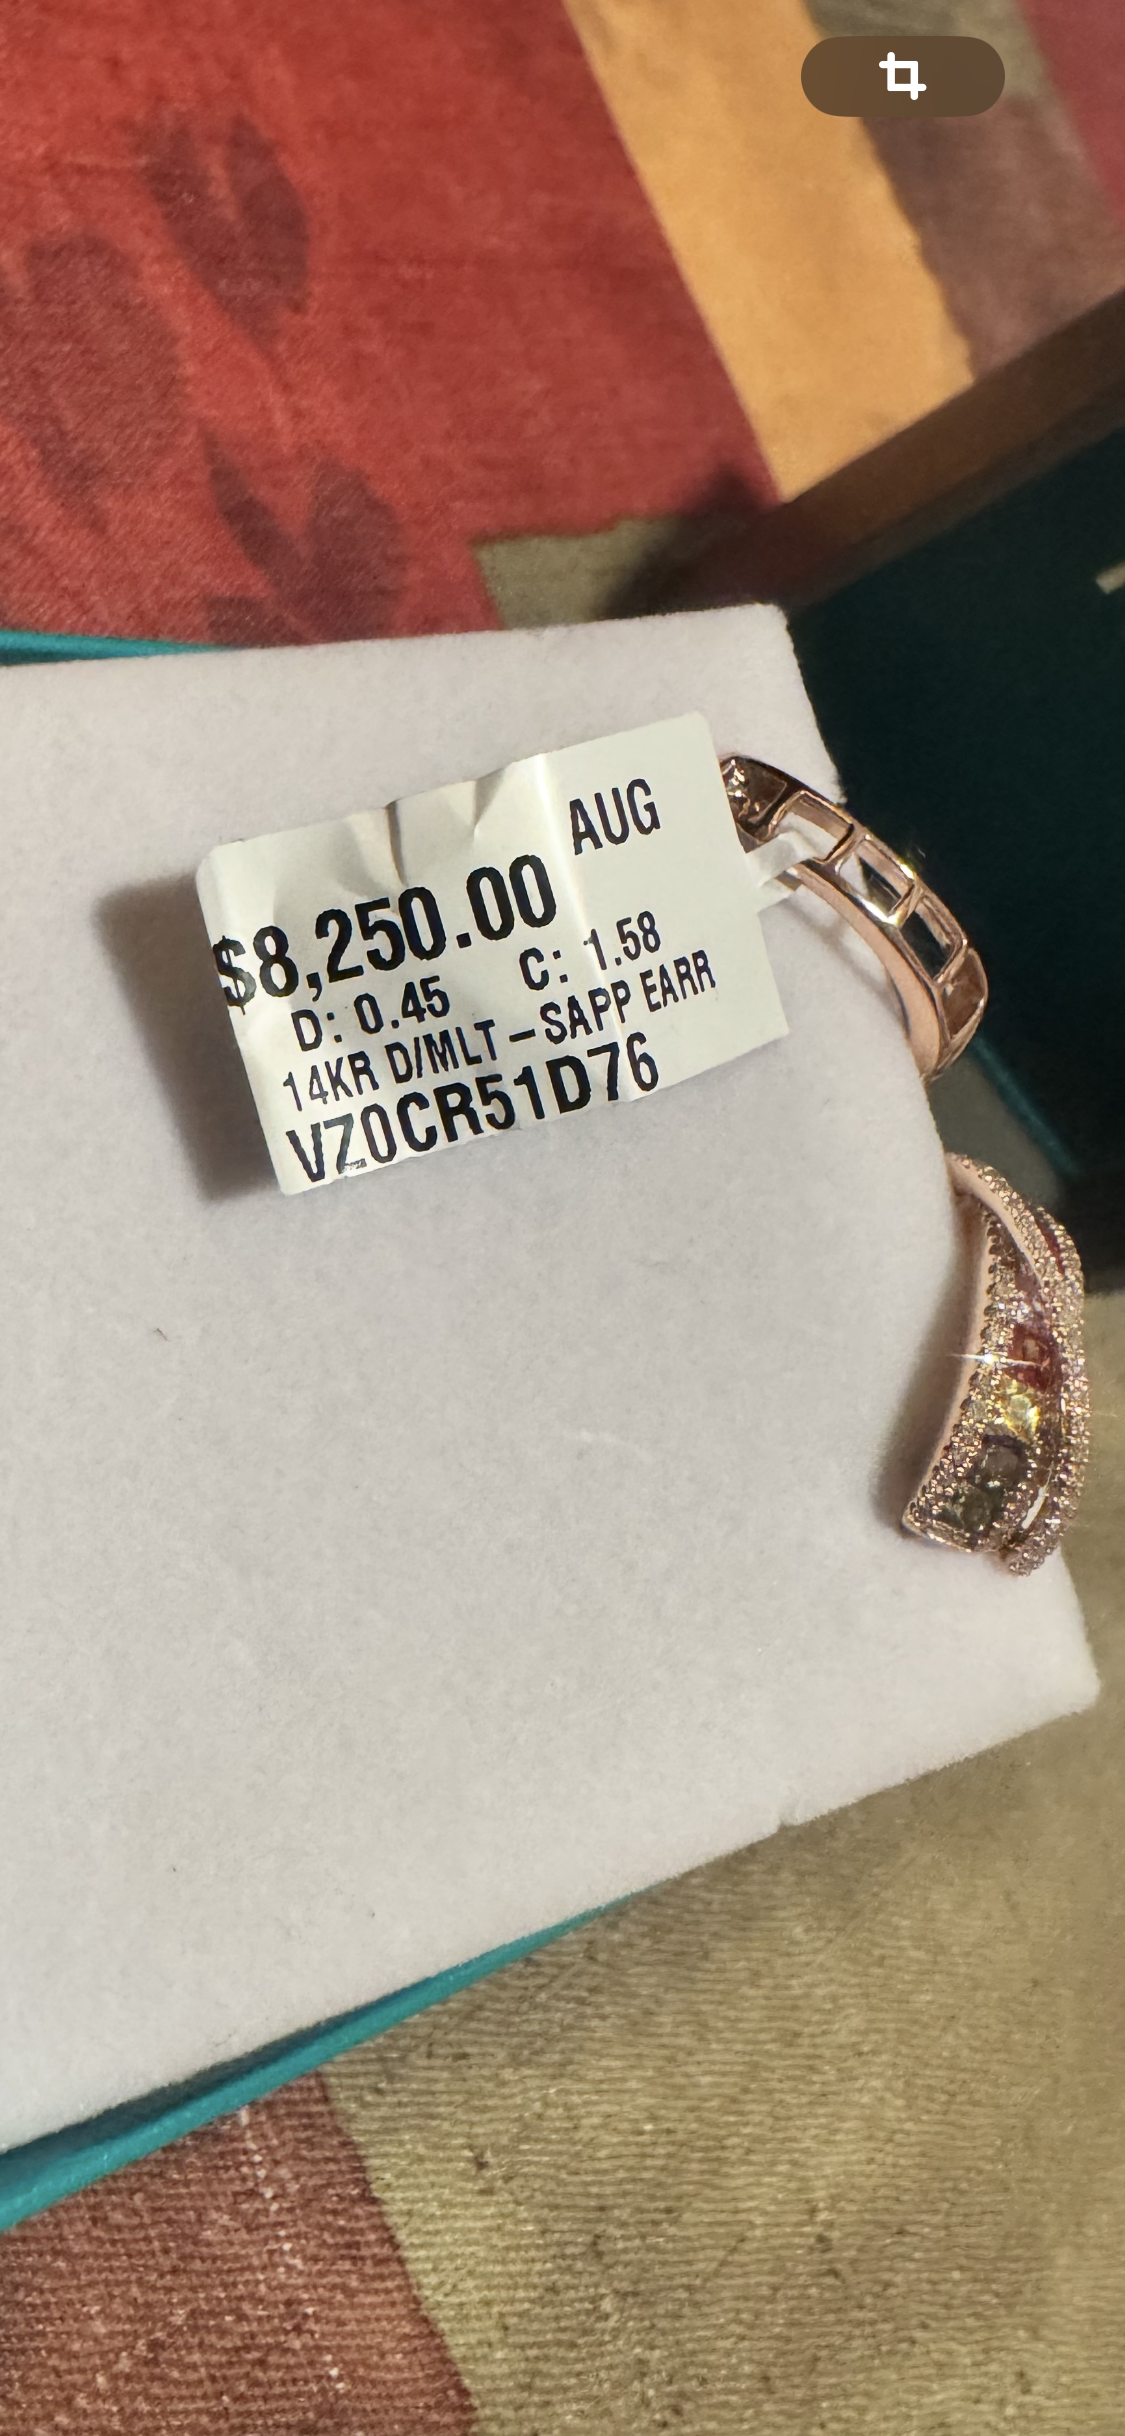 AUG
$8,250.00
D: 0.45 C: 1.58
14KR D/MLT-SAPP EARR
VZ0CR51D76